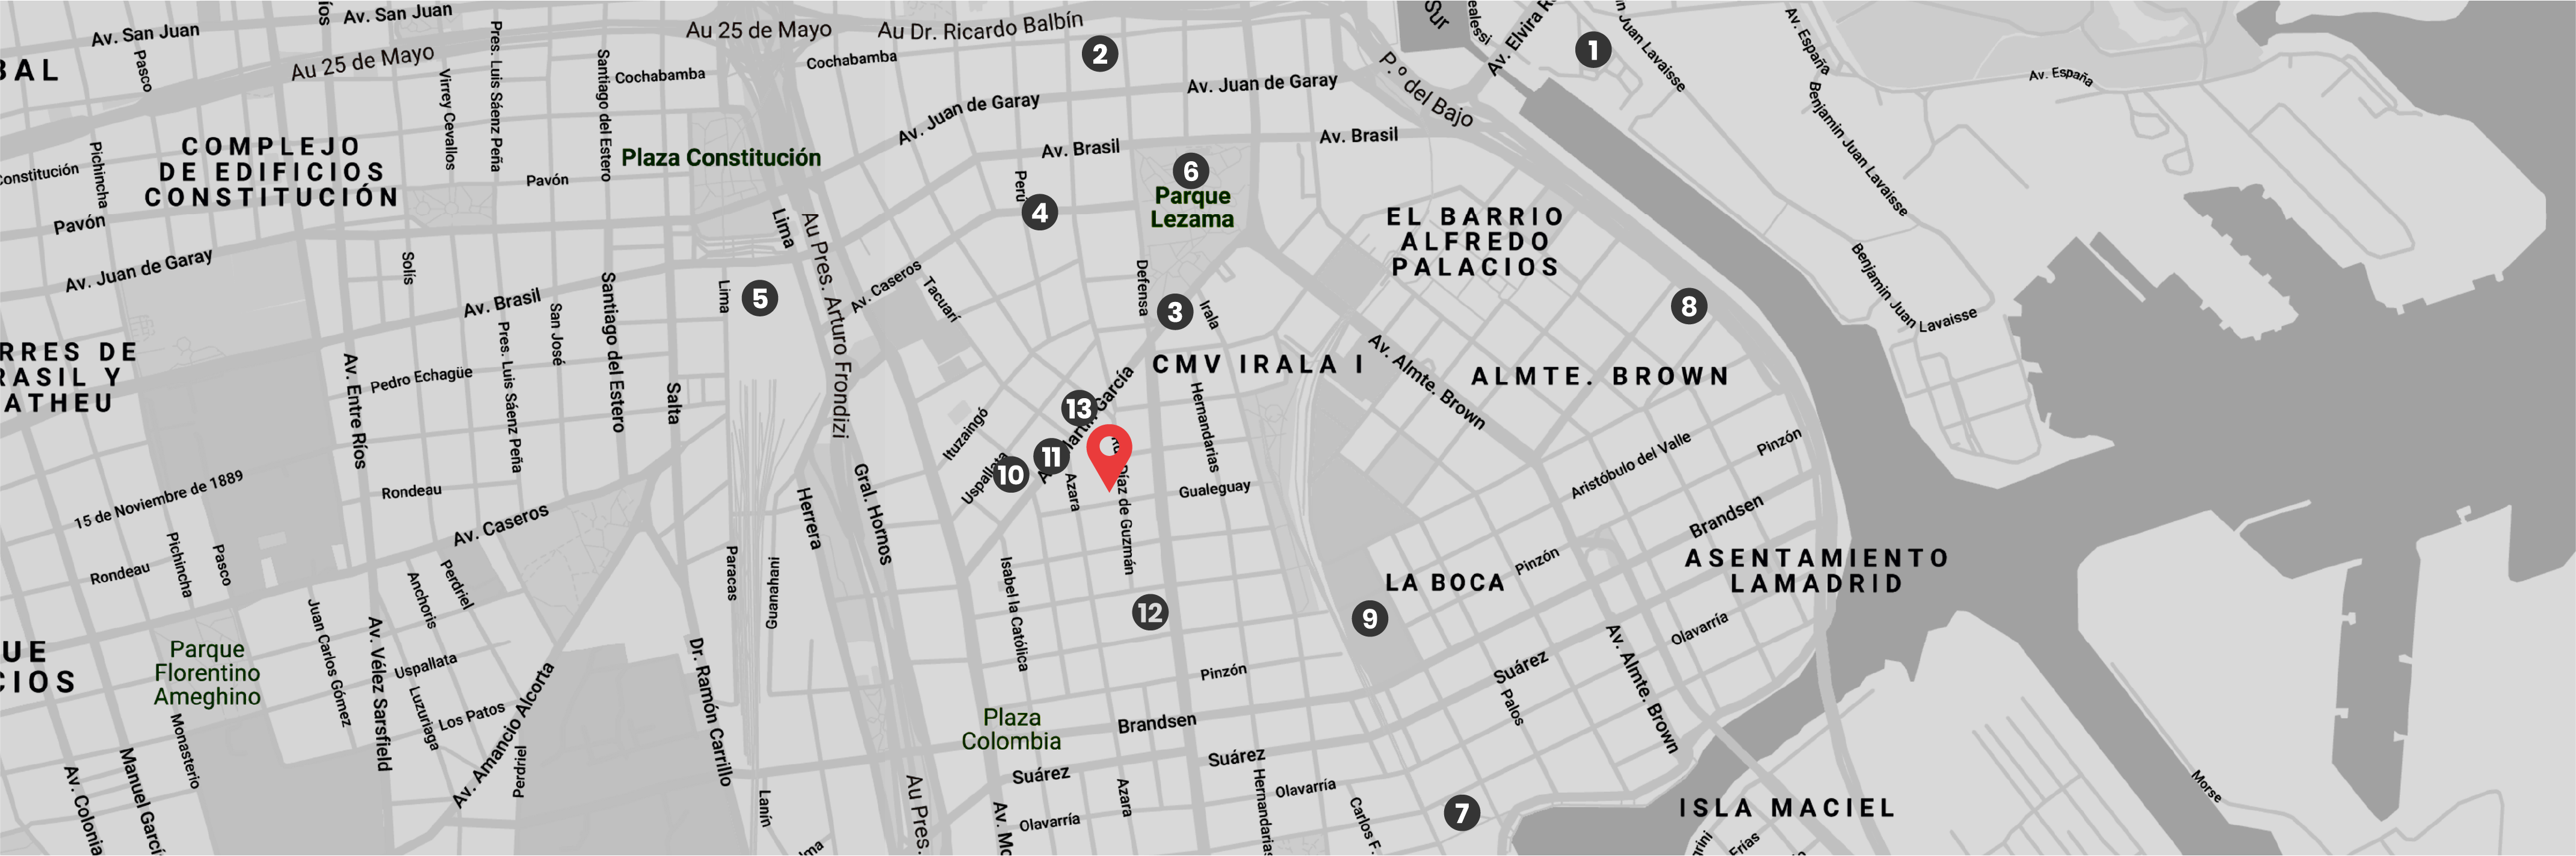 Av. San Juan
Av. San Juan
Au 25 de Mayo
Au Dr. Ricardo Balbín
Sur
Av. España
Juan Lavaisse
Au 25 de Mayo
Pasco
Virrey Cevallos
Pres. Luis Sáenz Peña
Santiago del Estero
Cochabamba
Cochabamba
2
1
Av. España
BAL
P.º del Bajo
Av. Juan de Garay
Av. Juan de Garay
Benjamin Juan Lavaisse
COMPLEJO
DE EDIFICIOS
CONSTITUCIÓN
Plaza Constitución
Av. Brasil
Av. Brasil
Constitución
Pichincha
Pavón
Perú
6
Parque
Lezama
4
Pavón
Lima
Au Pres. Arturo Frondizi
EL BARRIO
ALFREDO
PALACIOS
Av. Juan de Garay
Solís
Lima
5
Av. Caseros
Tacuarí
Defensa
3
Irala
8
Benjamin Juan Lavaisse
Av. Brasil
San José
Santiago del Estero
Pres. Luis Sáenz Peña
RRES DE
RASIL Y
ATHEU
Av. Entre Ríos
Pedro Echagüe
Salta
CMV IRALA I
Av. Almte. Brown
ALMTE. BROWN
Ituzaingó
13
Hernandarias
Aristóbulo del Valle
Pinzón
11
10
Uspallata
Azara
Díaz de Guzmán
Gualeguay
15 de Noviembre de 1889
Rondeau
Av. Caseros
Herrera
Gral. Hornos
Brandsen
ASENTAMIENTO
LAMADRID
Pichincha
Pasco
Rondeau
Anchoris
Perdriel
Paracas
Guanahani
Isabel la Católica
12
9
LA BOCA
Pinzón
Parque
Florentino
Ameghino
Juan Carlos Gómez
Av. Vélez Sarsfield
Uspallata
Luzuriaga
Los Patos
Av. Amancio Alcorta
Perdriel
Dr. Ramón Carrillo
Pinzón
Suárez
Palos
Av. Almte. Brown
Olavarría
UE
CIOS
Monasterio
Plaza
Colombia
Brandsen
Suárez
Suárez
Hernandarias
Olavarría
Av. Colonia
Manuel Garcí
Lanín
Au Pres.
Olavarría
Azara
Carlos F.
7
ISLA MACIEL
Morse
Frías